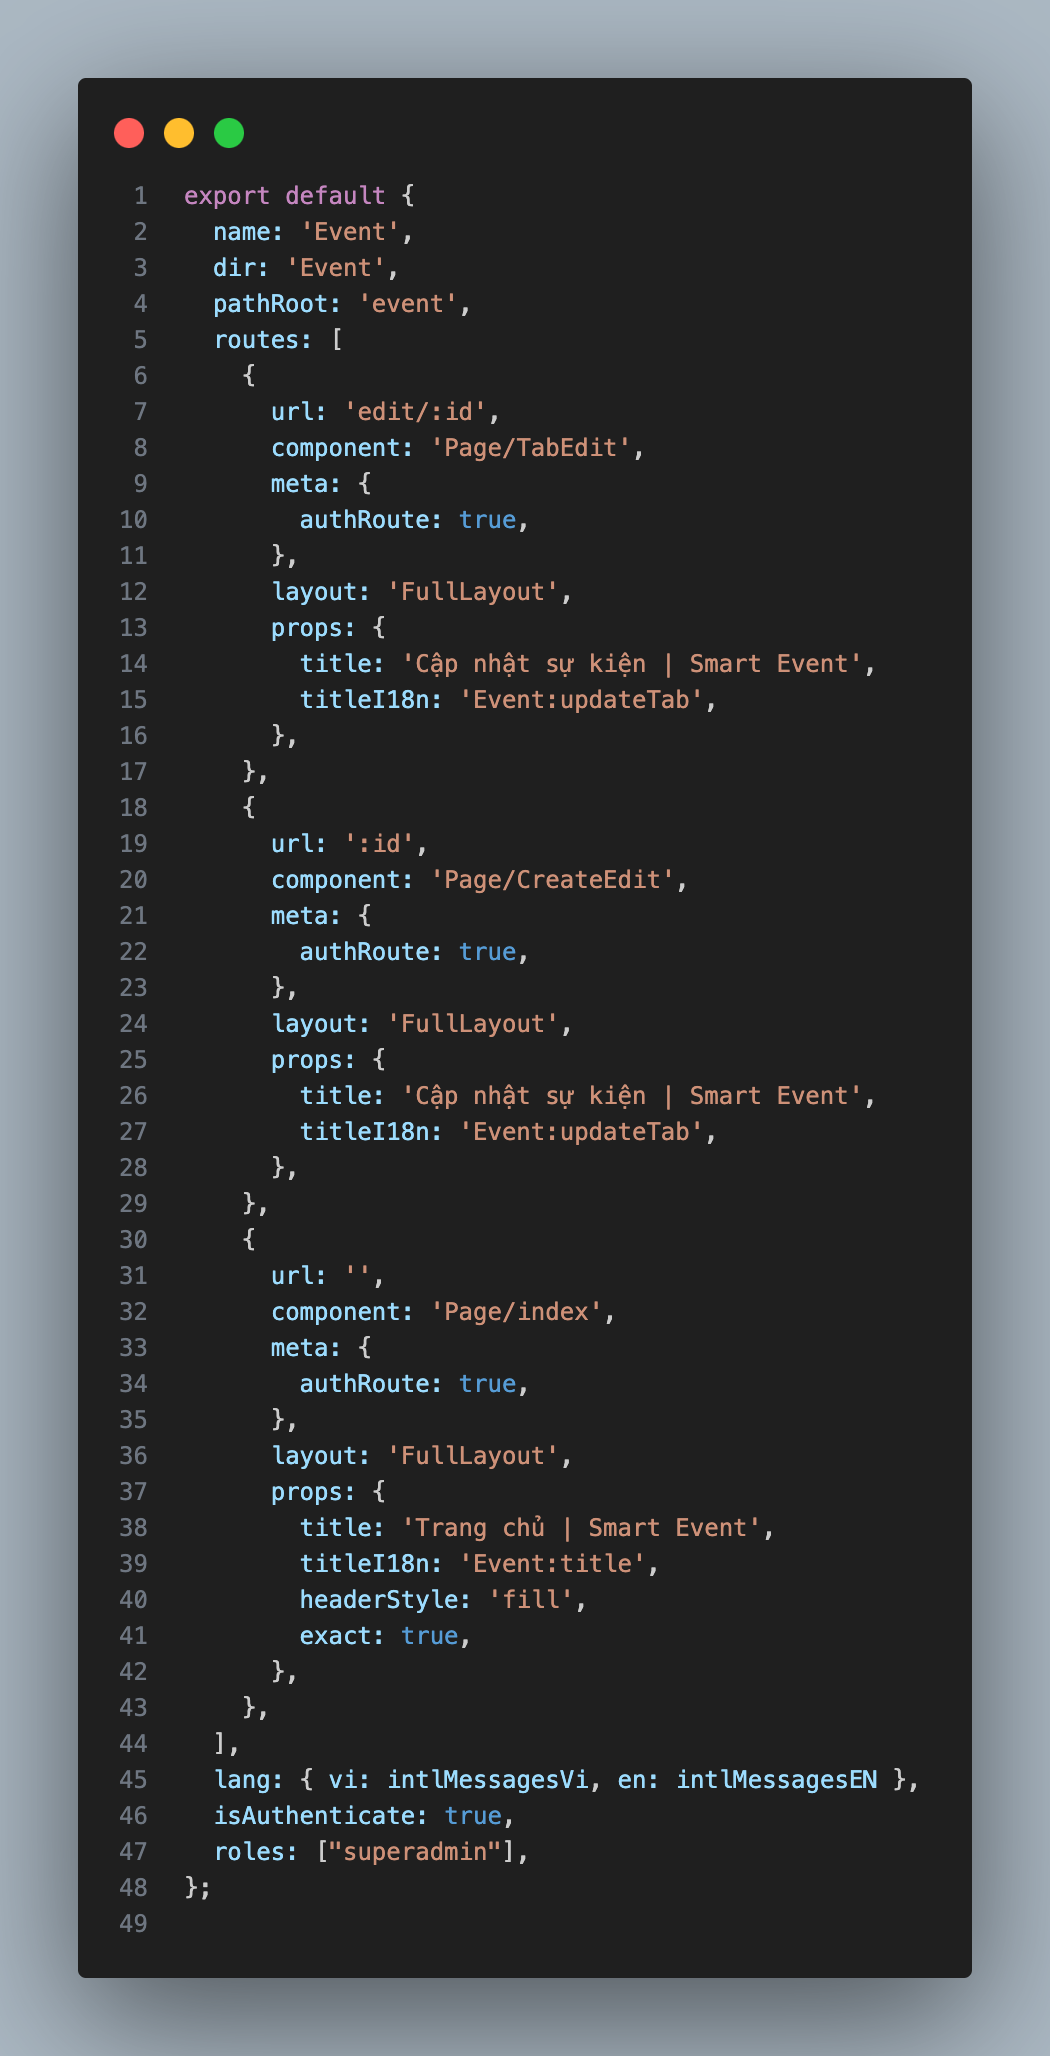 1 export default {
2   name: 'Event',
3   dir: 'Event',
4   pathRoot: 'event',
5   routes: [
6     {
7       url: 'edit/:id',
8       component: 'Page/TabEdit',
9       meta: {
10         authRoute: true,
11       },
12       layout: 'FullLayout',
13       props: {
14         title: 'Cập nhật sự kiện | Smart Event',
15         titleI18n: 'Event:updateTab',
16       },
17     },
18     {
19       url: ':id',
20       component: 'Page/CreateEdit',
21       meta: {
22         authRoute: true,
23       },
24       layout: 'FullLayout',
25       props: {
26         title: 'Cập nhật sự kiện | Smart Event',
27         titleI18n: 'Event:updateTab',
28       },
29     },
30     {
31       url: '',
32       component: 'Page/index',
33       meta: {
34         authRoute: true,
35       },
36       layout: 'FullLayout',
37       props: {
38         title: 'Trang chủ | Smart Event',
39         titleI18n: 'Event:title',
40         headerStyle: 'fill',
41         exact: true,
42       },
43     },
44   ],
45   lang: { vi: intlMessagesVi, en: intlMessagesEN },
46   isAuthenticate: true,
47   roles: ["superadmin"],
48 };
49